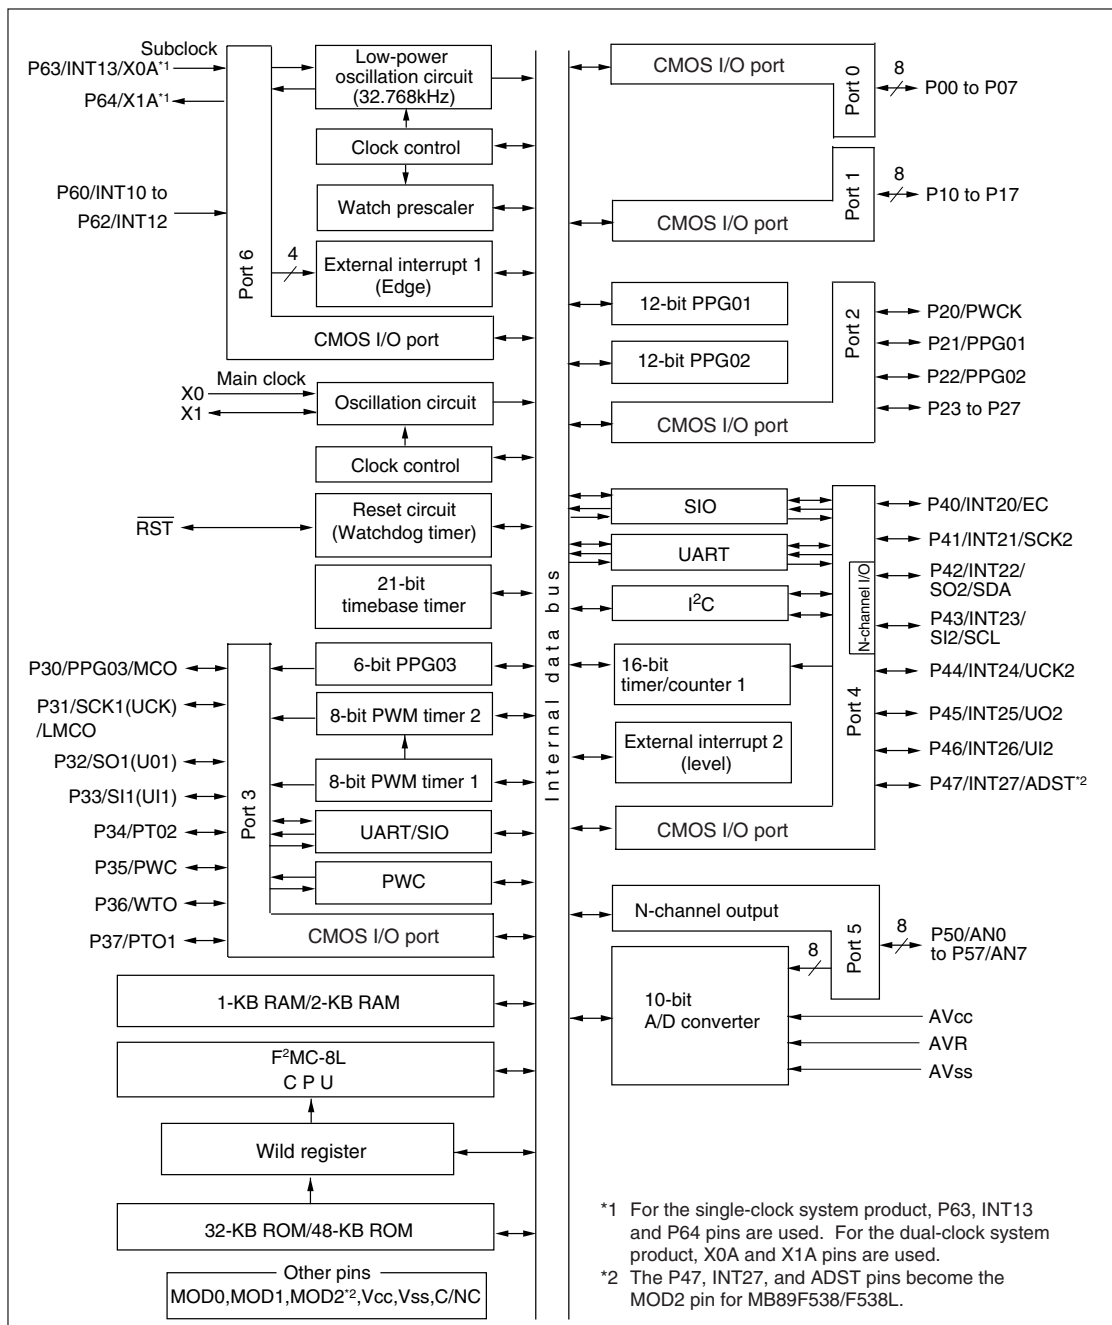 Subclock
P63/INT13/X0A*1
P64/X1A*1
P60/INT10 to
P62/INT12
Port 6
Low-power
oscillation circuit
(32.768kHz)
Clock control
Watch prescaler
4
External interrupt 1
(Edge)
CMOS I/O port
Main clock
X0
X1
Oscillation circuit
Clock control
RST
Reset circuit
(Watchdog timer)
21-bit
timebase timer
P30/PPG03/MCO
P31/SCK1(UCK)
/LMCO
P32/SO1(U01)
P33/SI1(UI1)
P34/PT02
P35/PWC
P36/WTO
P37/PTO1
Port 3
6-bit PPG03
8-bit PWM timer 2
8-bit PWM timer 1
UART/SIO
PWC
CMOS I/O port
1-KB RAM/2-KB RAM
F²MC-8L
C P U
Wild register
32-KB ROM/48-KB ROM
Other pins
MOD0,MOD1,MOD2*2,Vcc,Vss,C/NC
Internal data bus
CMOS I/O port
Port 0
8
P00 to P07
Port 1
8
P10 to P17
CMOS I/O port
12-bit PPG01
12-bit PPG02
CMOS I/O port
Port 2
P20/PWCK
P21/PPG01
P22/PPG02
P23 to P27
SIO
UART
I²C
16-bit
timer/counter 1
External interrupt 2
(level)
CMOS I/O port
N-channel I/O
Port 4
P40/INT20/EC
P41/INT21/SCK2
P42/INT22/
SO2/SDA
P43/INT23/
SI2/SCL
P44/INT24/UCK2
P45/INT25/UO2
P46/INT26/UI2
P47/INT27/ADST*2
N-channel output
Port 5
8
8
P50/AN0
to P57/AN7
10-bit
A/D converter
AVcc
AVR
AVss
*1 For the single-clock system product, P63, INT13
and P64 pins are used. For the dual-clock system
product, X0A and X1A pins are used.
*2 The P47, INT27, and ADST pins become the
MOD2 pin for MB89F538/F538L.